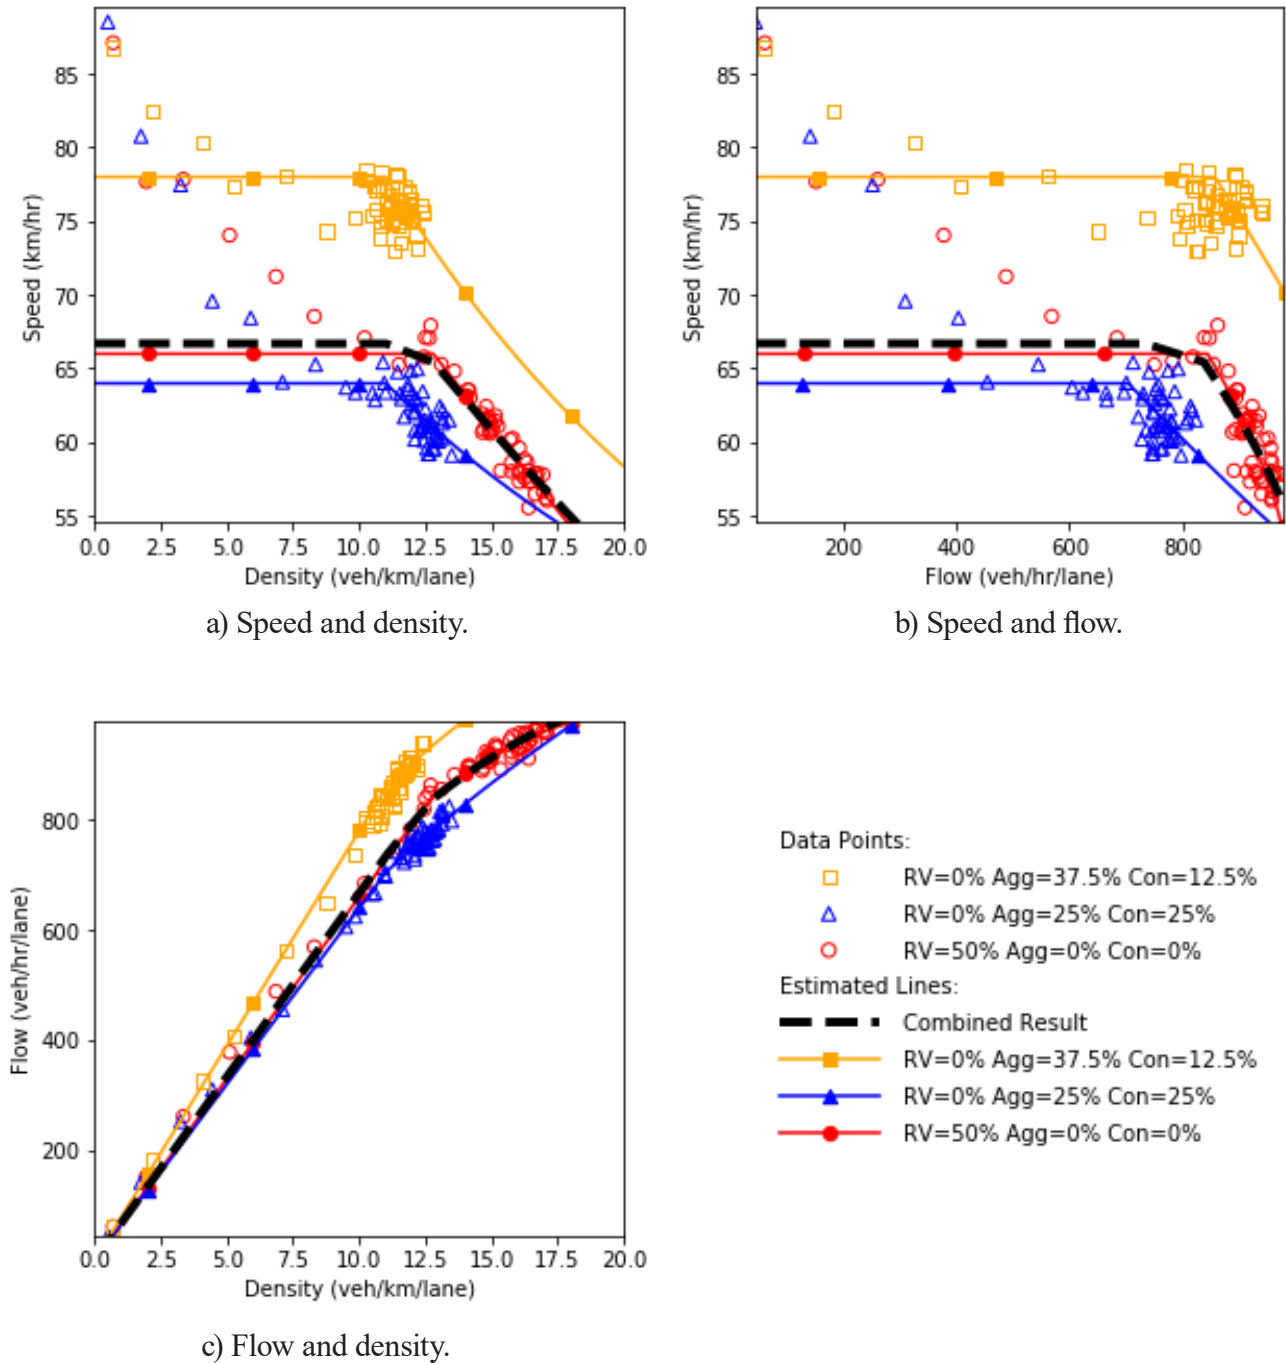 85
80
75
70
65
60
55
Speed (km/hr)
0.0 2.5 5.0 7.5 10.0 12.5 15.0 17.5 20.0
Density (veh/km/lane)
a) Speed and density.
85
80
75
70
65
60
55
Speed (km/hr)
200 400 600 800
Flow (veh/hr/lane)
b) Speed and flow.
800
600
400
200
Flow (veh/hr/lane)
0.0 2.5 5.0 7.5 10.0 12.5 15.0 17.5 20.0
Density (veh/km/lane)
c) Flow and density.
Data Points:
RV=0% Agg=37.5% Con=12.5%
RV=0% Agg=25% Con=25%
RV=50% Agg=0% Con=0%
Estimated Lines:
Combined Result
RV=0% Agg=37.5% Con=12.5%
RV=0% Agg=25% Con=25%
RV=50% Agg=0% Con=0%